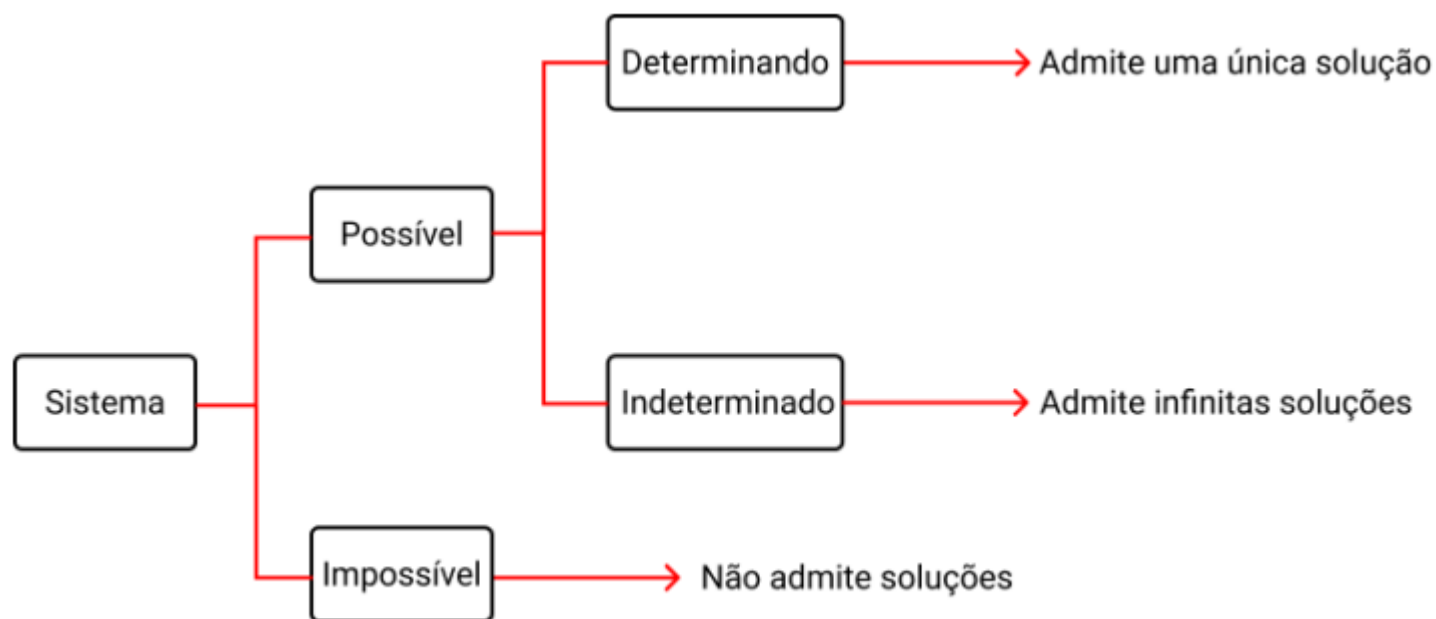 Determinando
Admite uma única solução
Possível
Sistema
Indeterminado
Admite infinitas soluções
Impossível
Não admite soluções